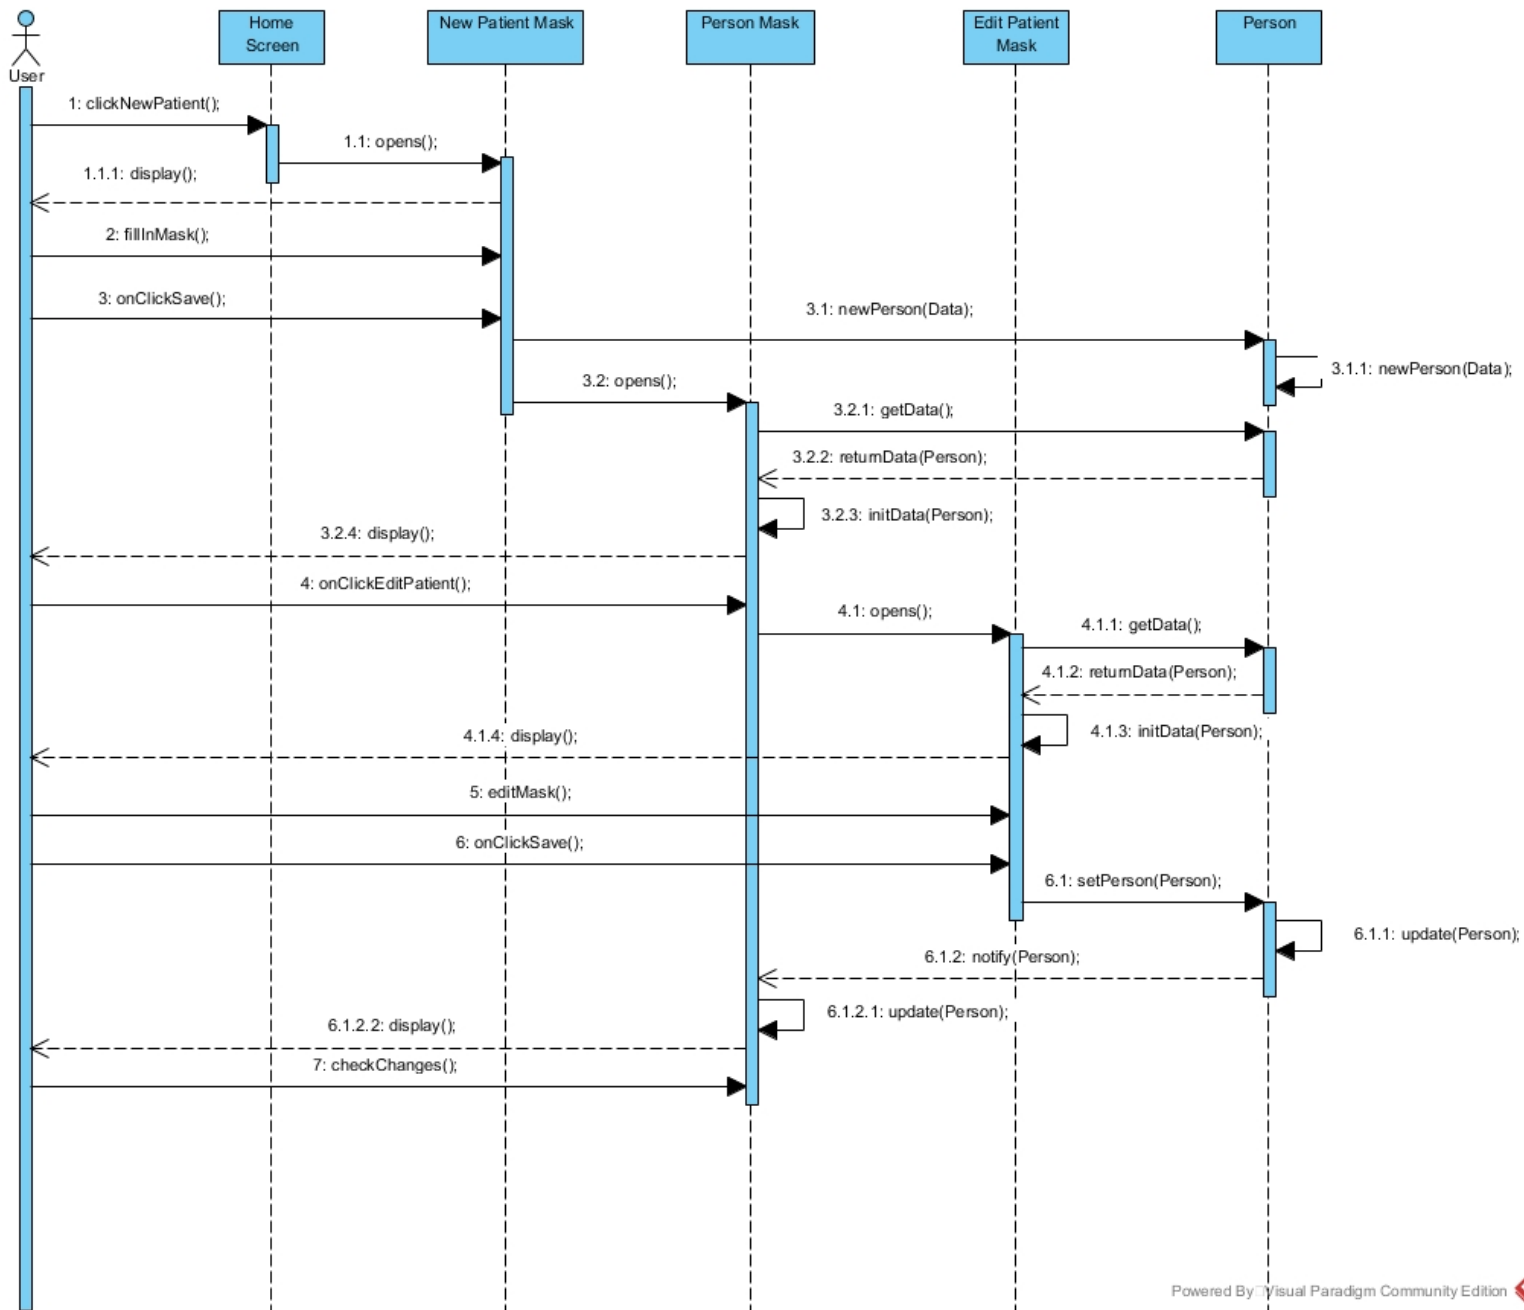 Home
Screen
New Patient Mask
Person Mask
Edit Patient
Mask
Person
User
1: clickNewPatient();
1.1: opens();
1.1.1: display();
2: fillInMask();
3: onClickSave();
3.1: newPerson(Data);
3.1.1: newPerson(Data);
3.2: opens();
3.2.1: getData();
3.2.2: returnData(Person);
3.2.3: initData(Person);
3.2.4: display();
4: onClickEditPatient();
4.1: opens();
4.1.1: getData();
4.1.2: returnData(Person);
4.1.3: initData(Person);
4.1.4: display();
5: editMask();
6: onClickSave();
6.1: setPerson(Person);
6.1.1: update(Person);
6.1.2: notify(Person);
6.1.2.1: update(Person);
6.1.2.2: display();
7: checkChanges();
Powered By Visual Paradigm Community Edition